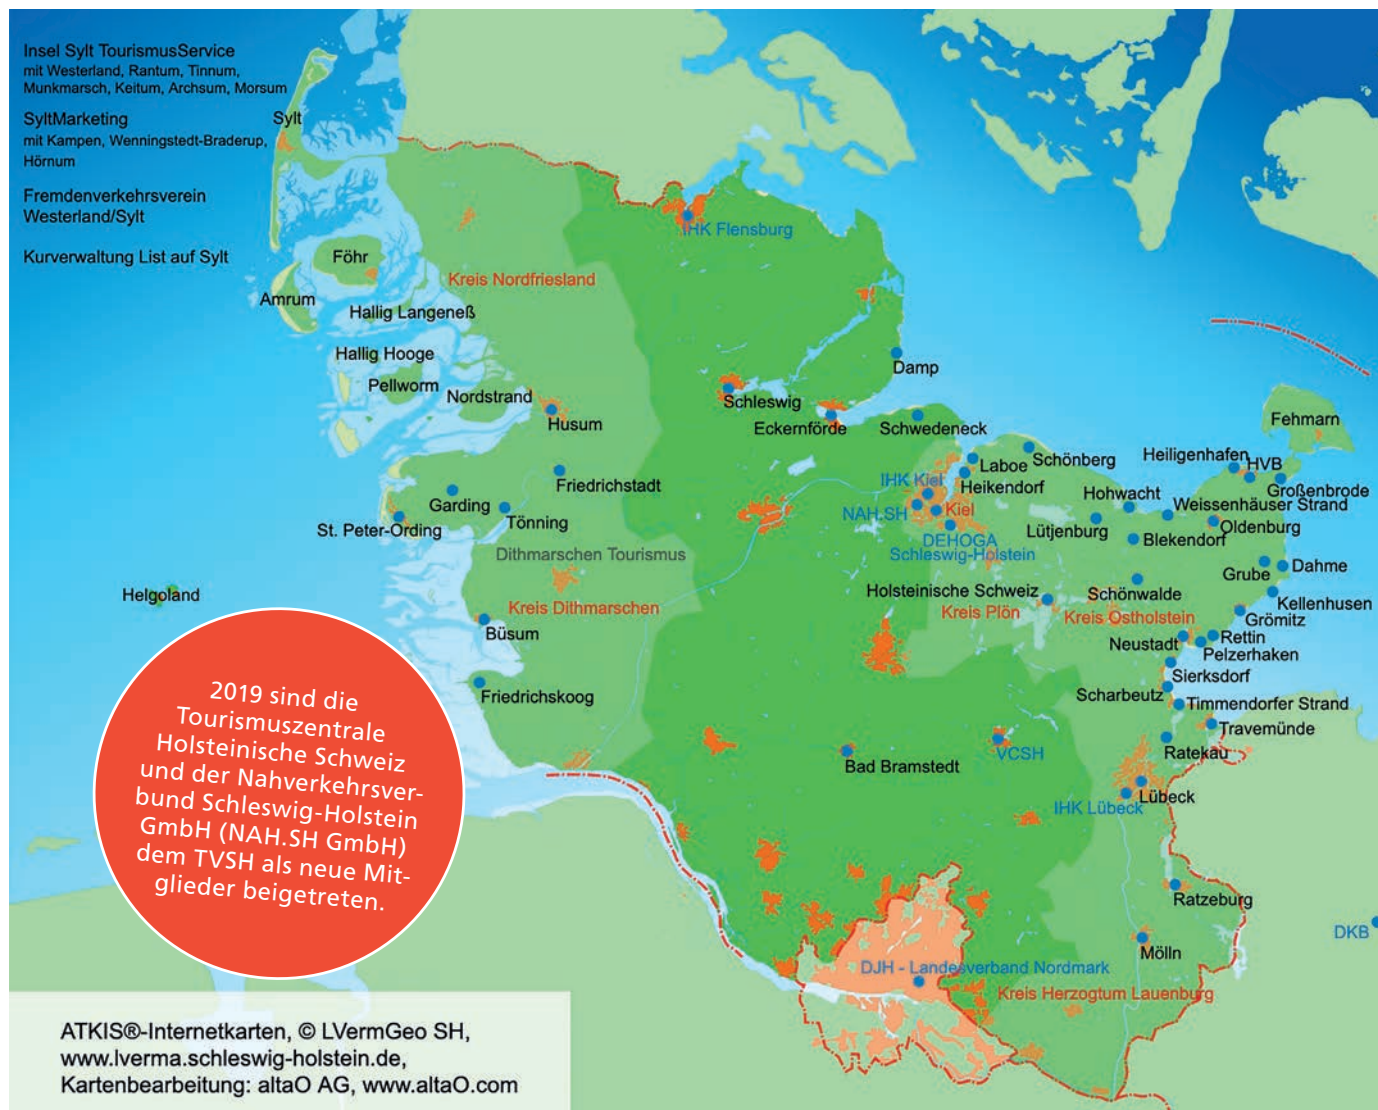 Insel Sylt TourismusService
mit Westerland, Rantum, Tinnum,
Munkmarsch, Keitum, Archsum, Morsum
SyltMarketing
mit Kampen, Wenningstedt-Braderup,
Hörnum
Fremdenverkehrsverein
Westerland/Sylt
Kurverwaltung List auf Sylt
Sylt
Föhr
Amrum
Hallig Langeneß
Hallig Hooge
Pellworm
Nordstrand
Husum
Kreis Nordfriesland
IHK Flensburg
Damp
Schleswig
Eckernförde
Schwedeneck
Fehmarn
Friedrichstadt
Garding
Tönning
St. Peter-Ording
Laboe
Schönberg
Heikendorf
IHK Kiel
NAH.SH
Kiel
DEHOGA
Schleswig-Holstein
Heiligenhafen
HVB
Großenbrode
Hohwacht
Weissenhäuser Strand
Lütjenburg
Oldenburg
Blekendorf
Dithmarschen Tourismus
Kreis Dithmarschen
Helgoland
Büsum
Friedrichskoog
Holsteinische Schweiz
Kreis Plön
Schönwalde
Kreis Ostholstein
Grube
Dahme
Kellenhusen
Grömitz
Neustadt
Rettin
Pelzerhaken
Sierksdorf
Scharbeutz
Timmendorfer Strand
Travemünde
Ratekau
Bad Bramstedt
VCSH
IHK Lübeck
Lübeck
Ratzeburg
Mölln
DKB
DJH - Landesverband Nordmark
Kreis Herzogtum Lauenburg
2019 sind die
Tourismuszentrale
Holsteinische Schweiz
und der Nahverkehrsver-
bund Schleswig-Holstein
GmbH (NAH.SH GmbH)
dem TVSH als neue Mit-
glieder beigetreten.
ATKIS®-Internetkarten, © LVermGeo SH,
www.lverma.schleswig-holstein.de,
Kartenbearbeitung: altaO AG, www.altaO.com